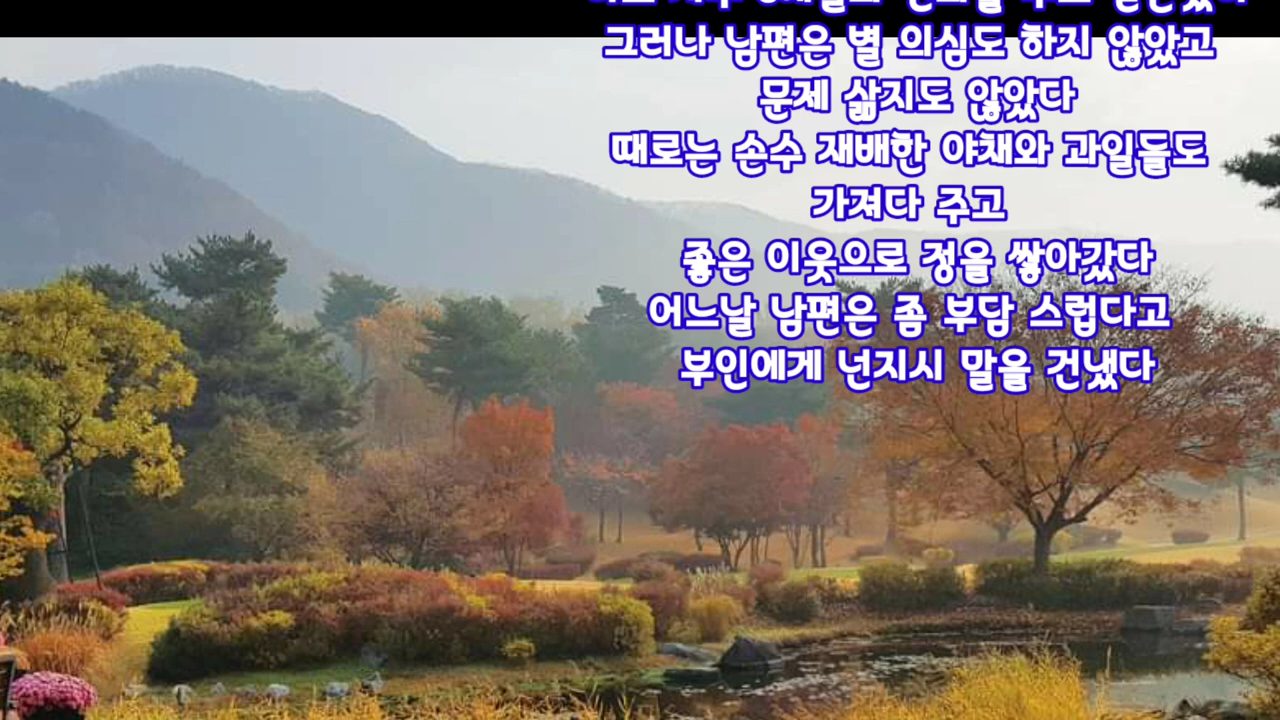 그러나 남편은 별 의심도 하지 않았고
문제 삶지도 않았다
때로는 손수 재배한 야채와 과일들도
가져다 주고
좋은 이웃으로 정을 쌓아갔다
어느날 남편은 좀 부담 스럽다고
부인에게 넌지시 말을 건냈다